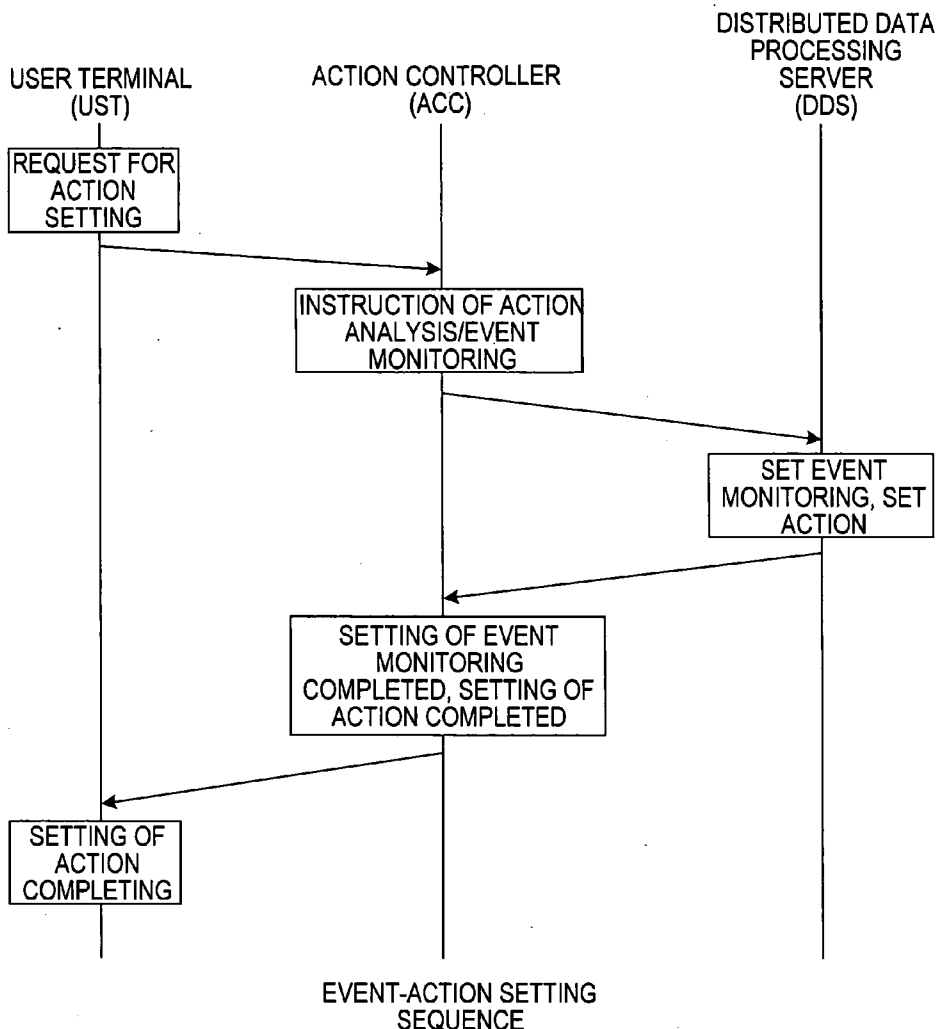 USER TERMINAL
(UST)
ACTION CONTROLLER
(ACC)
DISTRIBUTED DATA
PROCESSING
SERVER
(DDS)
REQUEST FOR
ACTION
SETTING
INSTRUCTION OF ACTION
ANALYSIS/EVENT
MONITORING
SET EVENT
MONITORING, SET
ACTION
SETTING OF EVENT
MONITORING
COMPLETED, SETTING OF
ACTION COMPLETED
SETTING OF
ACTION
COMPLETING
EVENT-ACTION SETTING
SEQUENCE